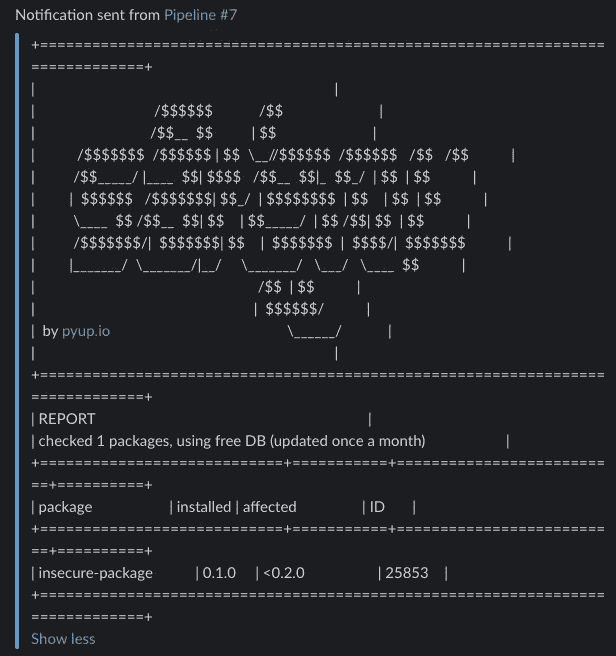 Notification sent from Pipeline #7
+=================================================================
=============+
| |
| /$$$$$$ /$$ |
| /$$__ $$ | $$ |
| /$$$$$$$ /$$$$$$ | $$ \__//$$$$$$ /$$$$$$ /$$ /$$ |
| /$$_____/ |____ $$| $$$$ /$$__ $$|_ $$_/ | $$ | $$ |
| | $$$$$$ /$$$$$$$| $$_/ | $$$$$$$$ | $$ | $$ | $$ |
| \____ $$ /$$__ $$| $$ | $$_____/ | $$ /$$| $$ | $$ |
| /$$$$$$$/| $$$$$$$| $$ | $$$$$$$ | $$$$/| $$$$$$$ |
| |_______/ \_______/|__/ \_______/ \___/ \____ $$ |
| /$$ | $$ |
| | $$$$$$/ |
| by pyup.io \______/ |
| |
+=================================================================
=============+
| REPORT |
| checked 1 packages, using free DB (updated once a month) |
+============================+===========+========================
==+==========+
| package | installed | affected | ID |
+============================+===========+========================
==+==========+
| insecure-package | 0.1.0 | <0.2.0 | 25853 |
+=================================================================
=============+
Show less